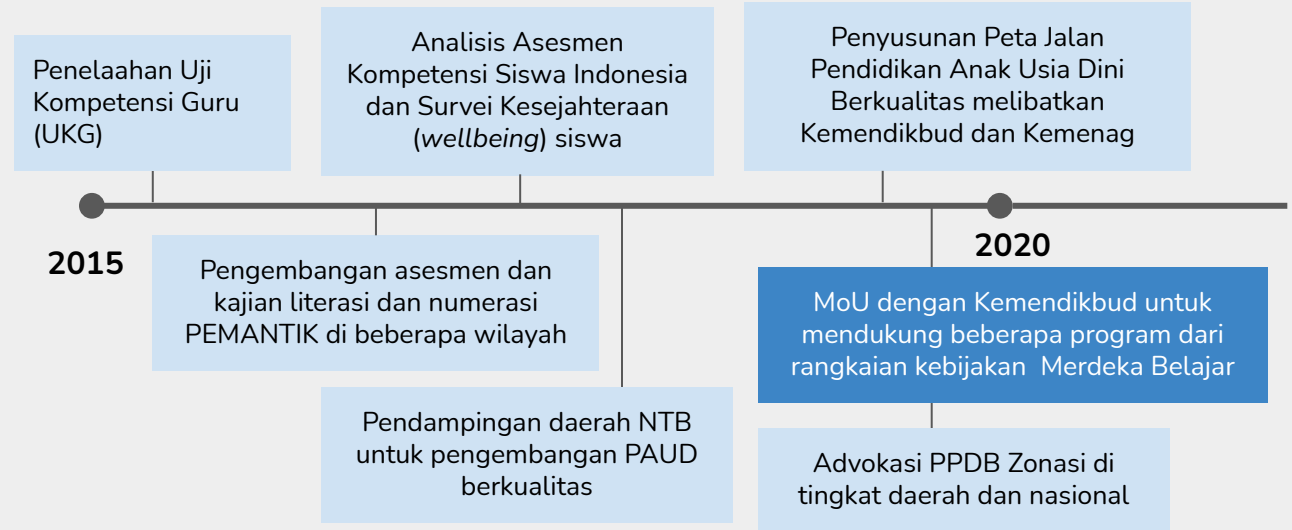 Penelaahan Uji
Kompetensi Guru
(UKG)
Analisis Asesmen
Kompetensi Siswa Indonesia
dan Survei Kesejahteraan
(wellbeing) siswa
Penyusunan Peta Jalan
Pendidikan Anak Usia Dini
Berkualitas melibatkan
Kemendikbud dan Kemenag
2015
2020
Pengembangan asesmen dan
kajian literasi dan numerasi
PEMANTIK di beberapa wilayah
MoU dengan Kemendikbud untuk
mendukung beberapa program dari
rangkaian kebijakan Merdeka Belajar
Pendampingan daerah NTB
untuk pengembangan PAUD
berkualitas
Advokasi PPDB Zonasi di
tingkat daerah dan nasional